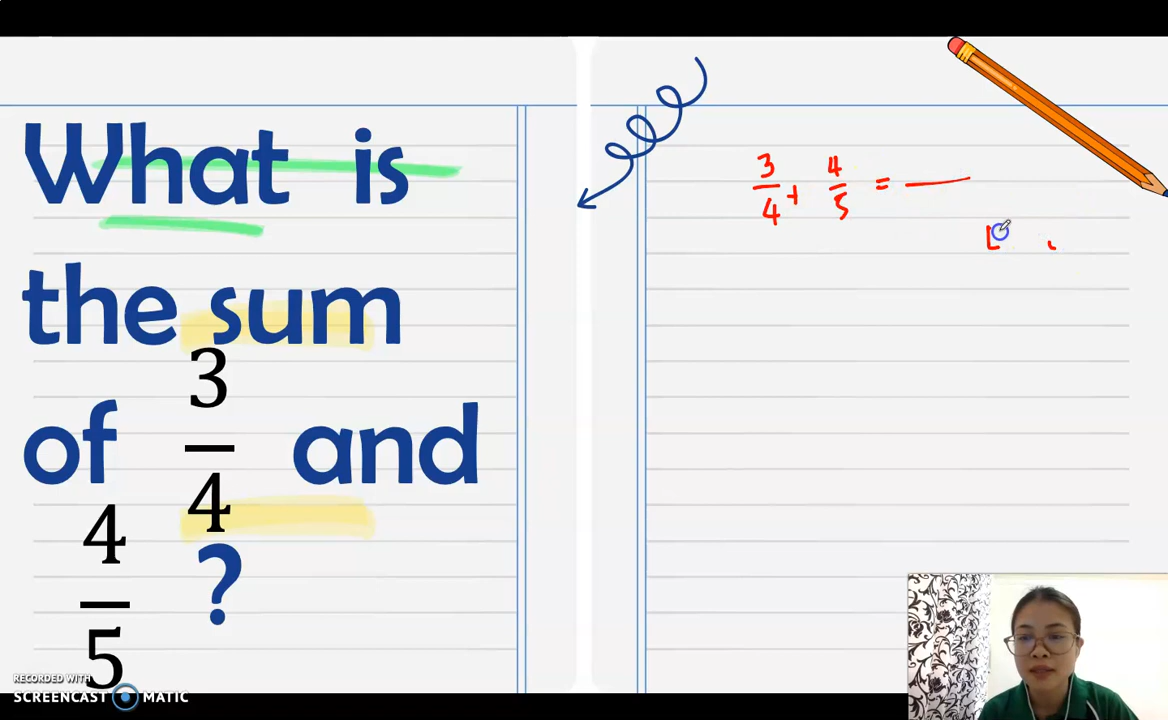 What is
the sum
of 3/4 and
4/5 ?
3/4 + 4/5 =
L
RECORDED WITH
SCREENCAST MATIC